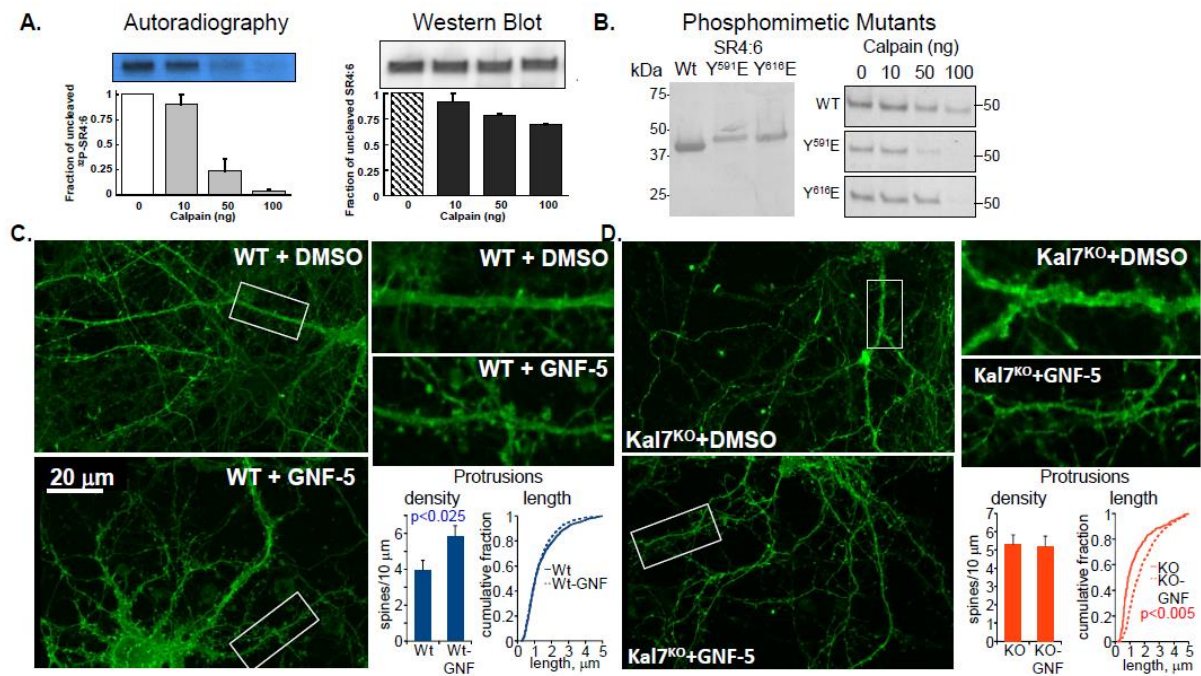 A.
Autoradiography
Fraction of uncleaved
³²P-SR4:6
1
0.75
0.5
0.25
0
0 10 50 100
Calpain (ng)
Western Blot
Fraction of uncleaved SR4:6
1
0.75
0.5
0.25
0
0 10 50 100
Calpain (ng)
B.
Phosphomimetic Mutants
SR4:6
kDa Wt Y⁵⁹¹E Y⁶¹⁶E
75
50
37
25
Calpain (ng)
0 10 50 100
WT 50
Y⁵⁹¹E 50
Y⁶¹⁶E 50
C.
WT + DMSO
WT + DMSO
WT + GNF-5
20 μm
WT + GNF-5
Protrusions
density
p<0.025
spines/10 μm
6
4
2
0
Wt Wt-
GNF
length
cumulative fraction
1
0.8
0.6
0.4
0.2
0
Wt
Wt-GNF
0 1 2 3 4 5
length, μm
D.
Kal7ᴷᴼ+DMSO
Kal7ᴷᴼ+DMSO
Kal7ᴷᴼ+GNF-5
Kal7ᴷᴼ+GNF-5
Protrusions
density
spines/10 μm
7
6
5
4
3
2
1
0
KO KO-
GNF
length
cumulative fraction
1
0.8
0.6
0.4
0.2
0
KO
KO-
GNF
p<0.005
0 1 2 3 4 5
length, μm